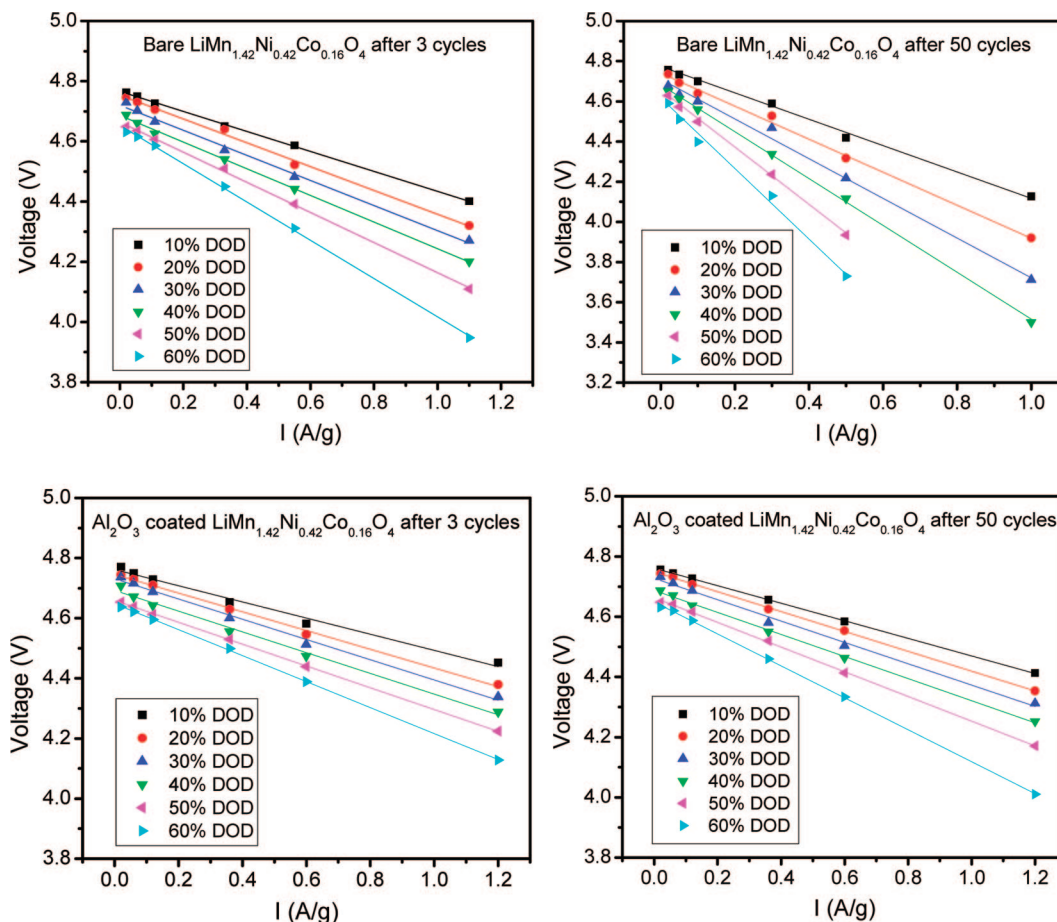 Bare LiMn1.42Ni0.42Co0.16O4 after 3 cycles
5.0
4.8
4.6
4.4
4.2
4.0
3.8
Voltage (V)
10% DOD
20% DOD
30% DOD
40% DOD
50% DOD
60% DOD
0.0 0.2 0.4 0.6 0.8 1.0 1.2
I (A/g)
Bare LiMn1.42Ni0.42Co0.16O4 after 50 cycles
5.0
4.8
4.6
4.4
4.2
4.0
3.8
3.6
3.4
3.2
Voltage (V)
10% DOD
20% DOD
30% DOD
40% DOD
50% DOD
60% DOD
0.0 0.2 0.4 0.6 0.8 1.0
I (A/g)
Al2O3 coated LiMn1.42Ni0.42Co0.16O4 after 3 cycles
5.0
4.8
4.6
4.4
4.2
4.0
3.8
Voltage (V)
10% DOD
20% DOD
30% DOD
40% DOD
50% DOD
60% DOD
0.0 0.2 0.4 0.6 0.8 1.0 1.2
I (A/g)
Al2O3 coated LiMn1.42Ni0.42Co0.16O4 after 50 cycles
5.0
4.8
4.6
4.4
4.2
4.0
3.8
Voltage (V)
10% DOD
20% DOD
30% DOD
40% DOD
50% DOD
60% DOD
0.0 0.2 0.4 0.6 0.8 1.0 1.2
I (A/g)